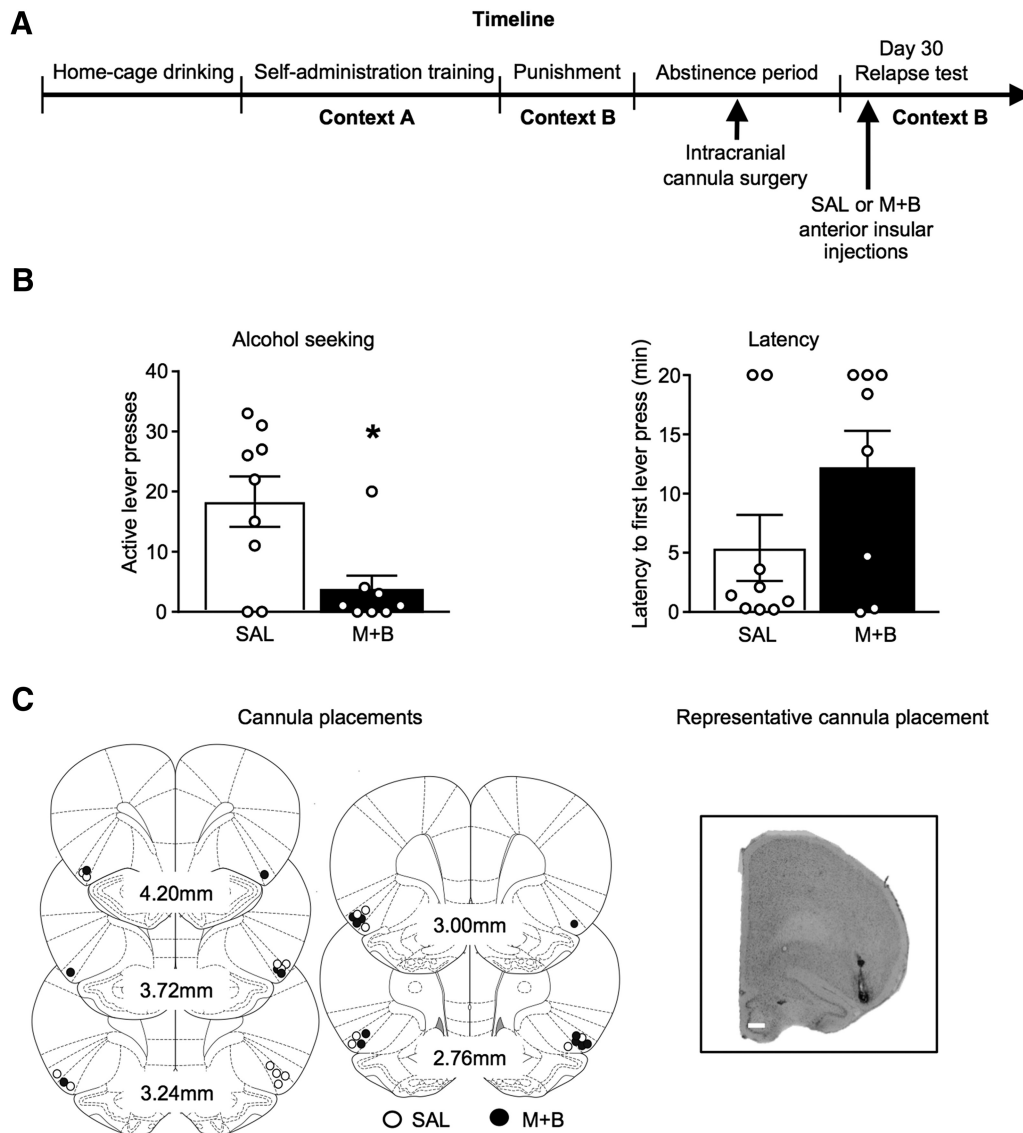 A
Timeline
Home-cage drinking
Self-administration training
Punishment
Abstinence period
Day 30
Relapse test
Context A
Context B
Context B
Intracranial
cannula surgery
SAL or M+B
anterior insular
injections
B
Alcohol seeking
Active lever presses
40
30
20
10
0
*
SAL
M+B
Latency
Latency to first lever press (min)
20
15
10
5
0
SAL
M+B
C
Cannula placements
Representative cannula placement
4.20mm
3.72mm
3.24mm
3.00mm
2.76mm
SAL
M+B